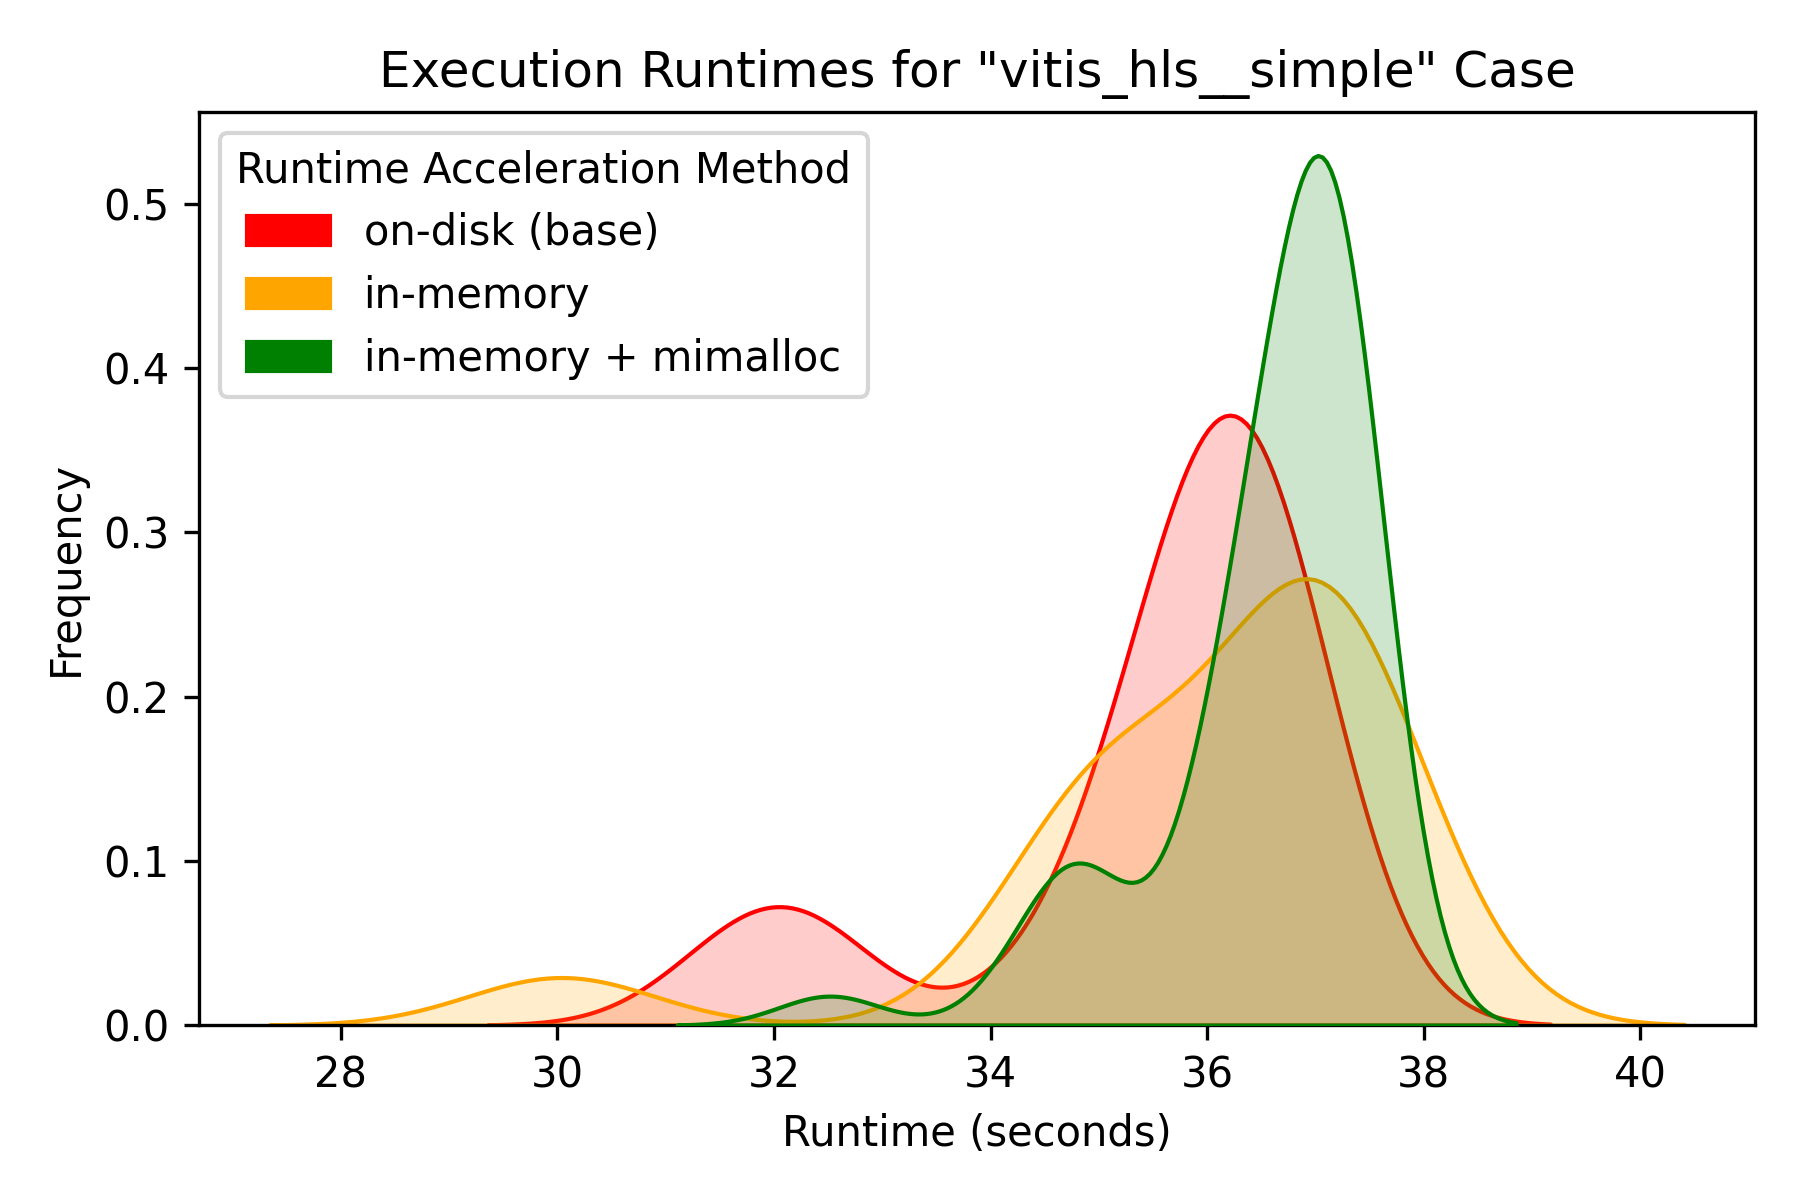 Execution Runtimes for "vitis_hls__simple" Case
Runtime Acceleration Method
on-disk (base)
in-memory
in-memory + mimalloc
Frequency
0.5
0.4
0.3
0.2
0.1
0.0
28 30 32 34 36 38 40
Runtime (seconds)